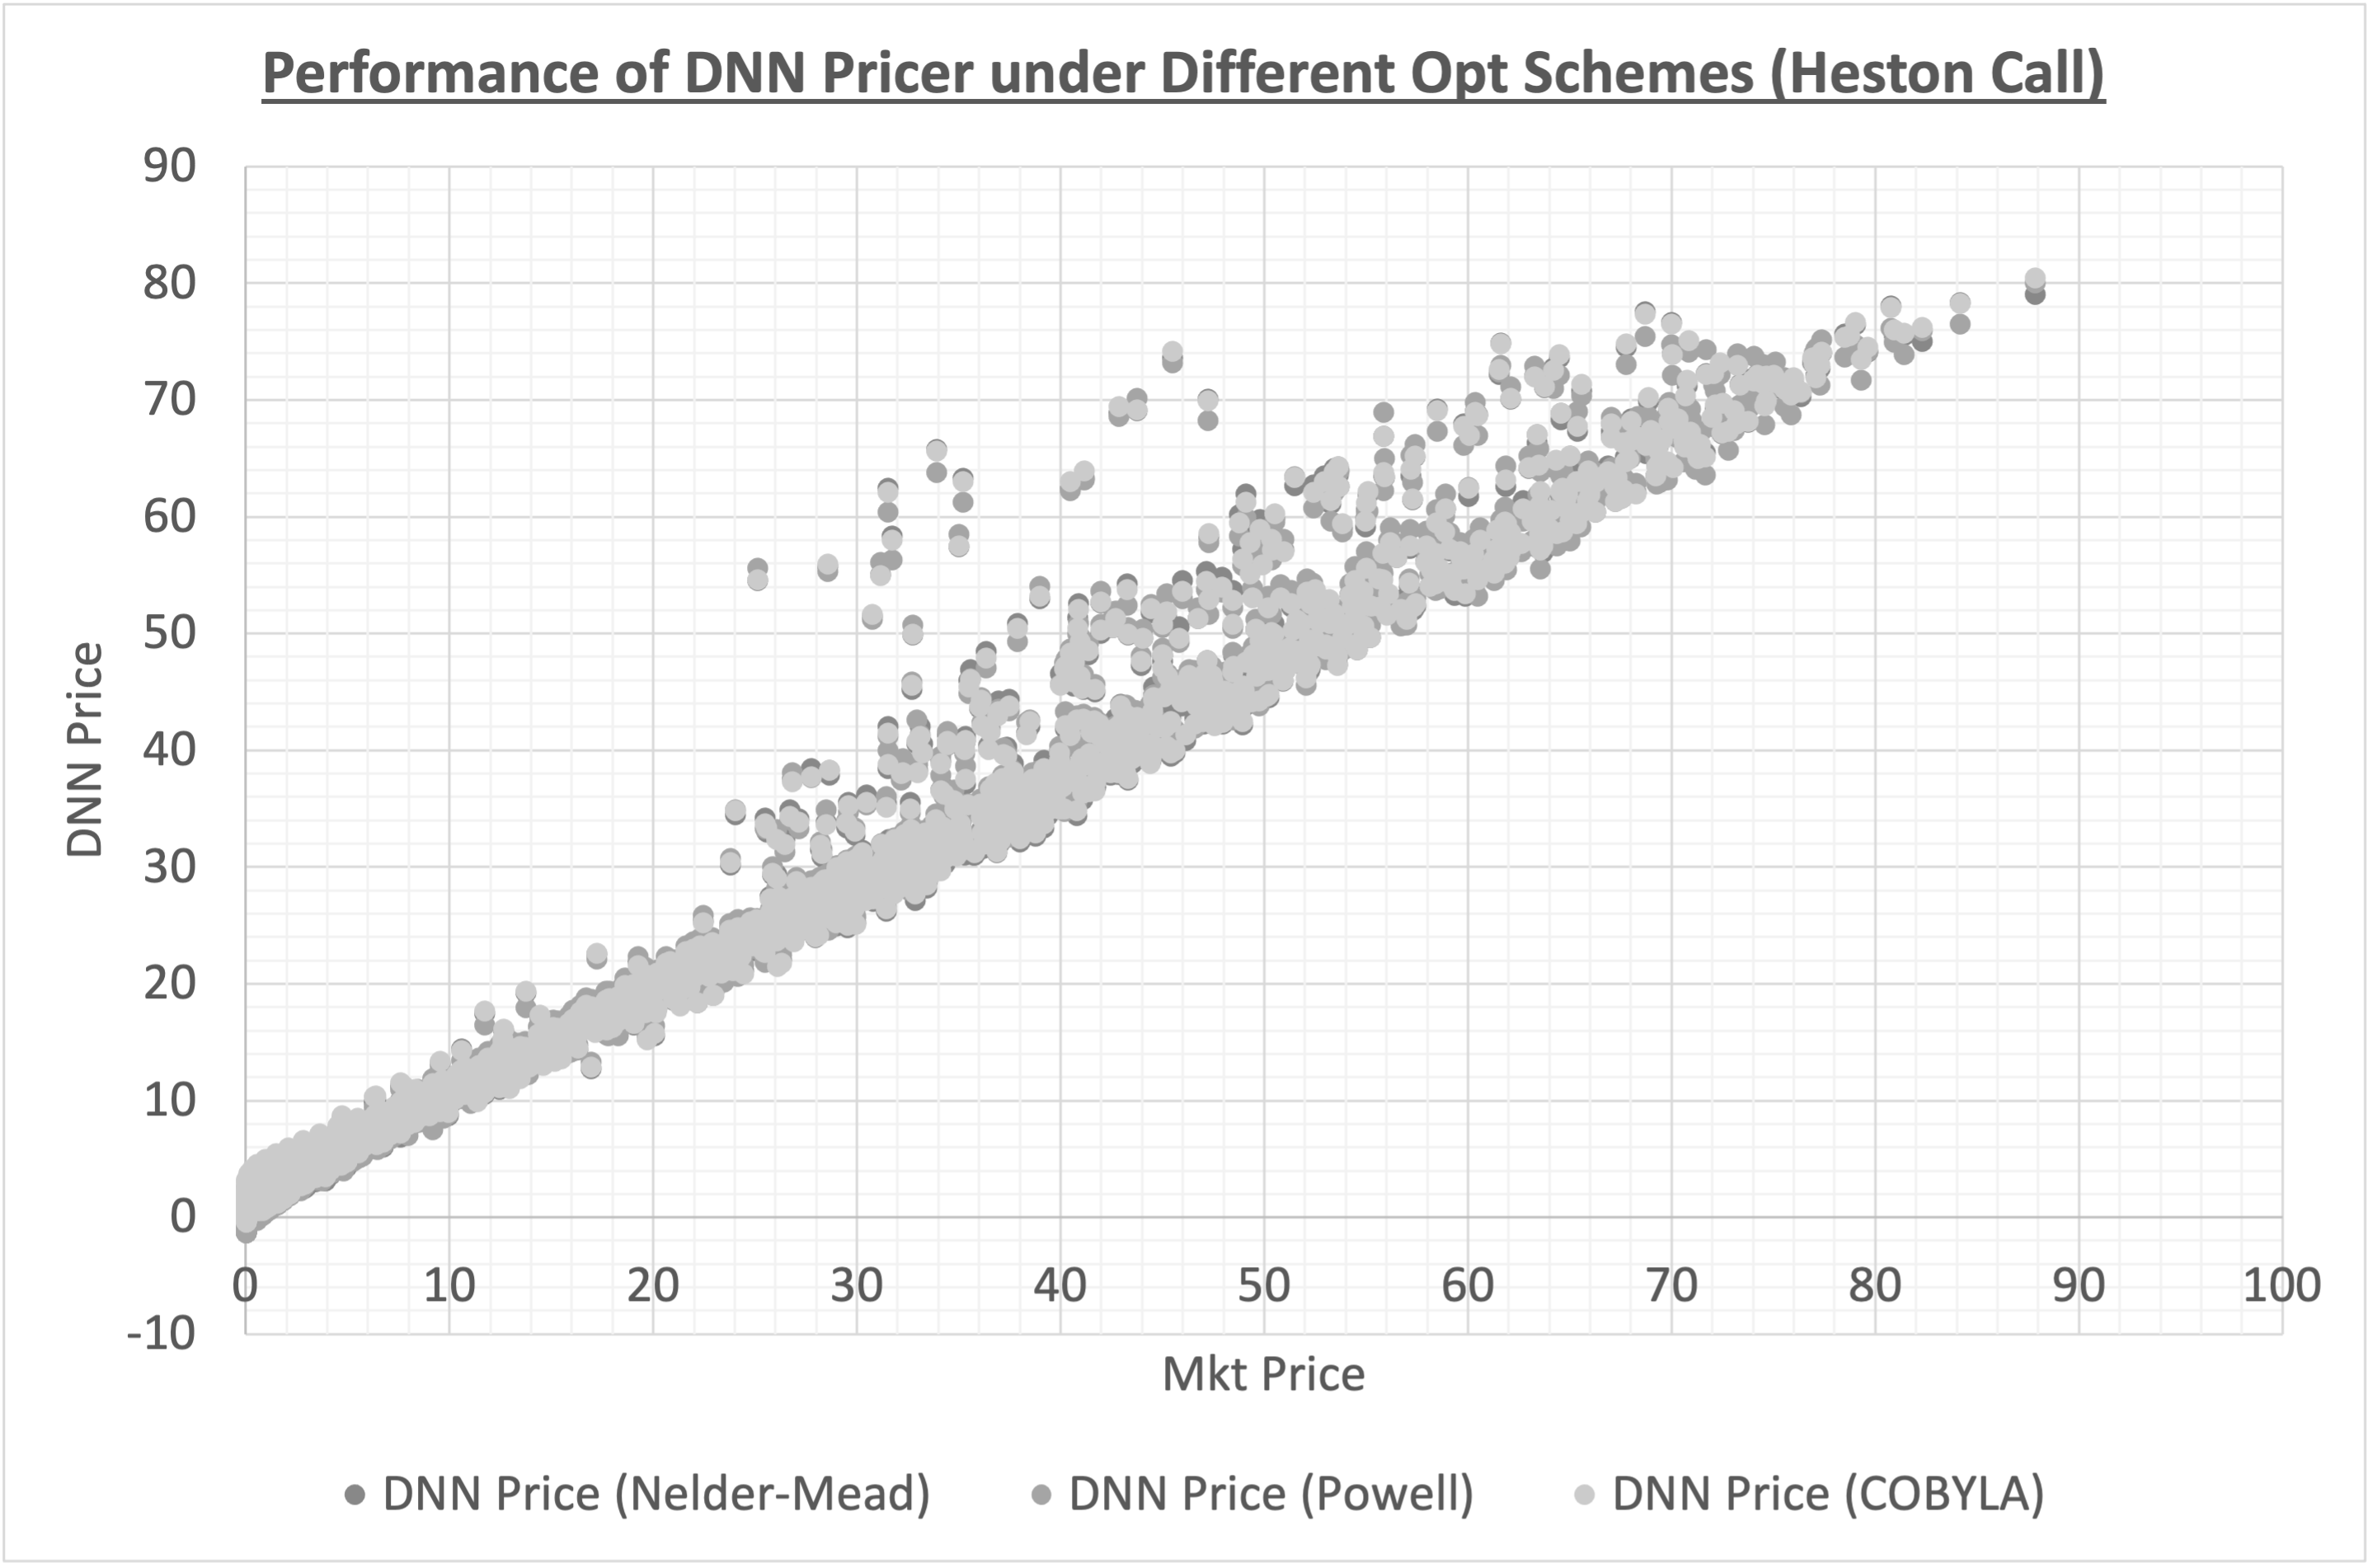 Performance of DNN Pricer under Different Opt Schemes (Heston Call)
90
80
70
60
50
40
30
20
10
0
-10
DNN Price
0 10 20 30 40 50 60 70 80 90 100
Mkt Price
DNN Price (Nelder-Mead) DNN Price (Powell) DNN Price (COBYLA)